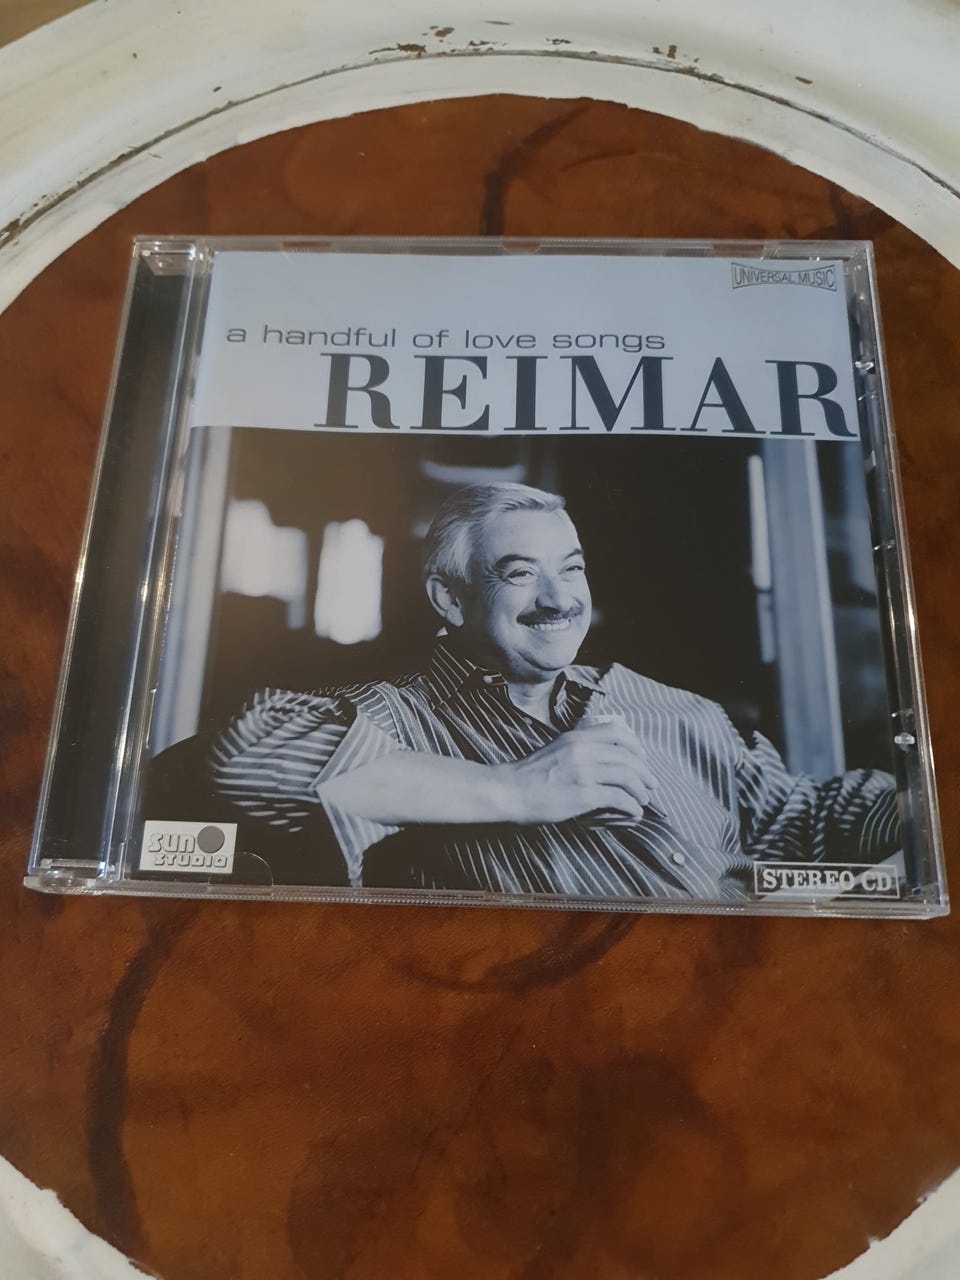 UNIVERSAL MUSIC
a handful of love songs
REIMAR
SUN
STUDIO
STEREO CD